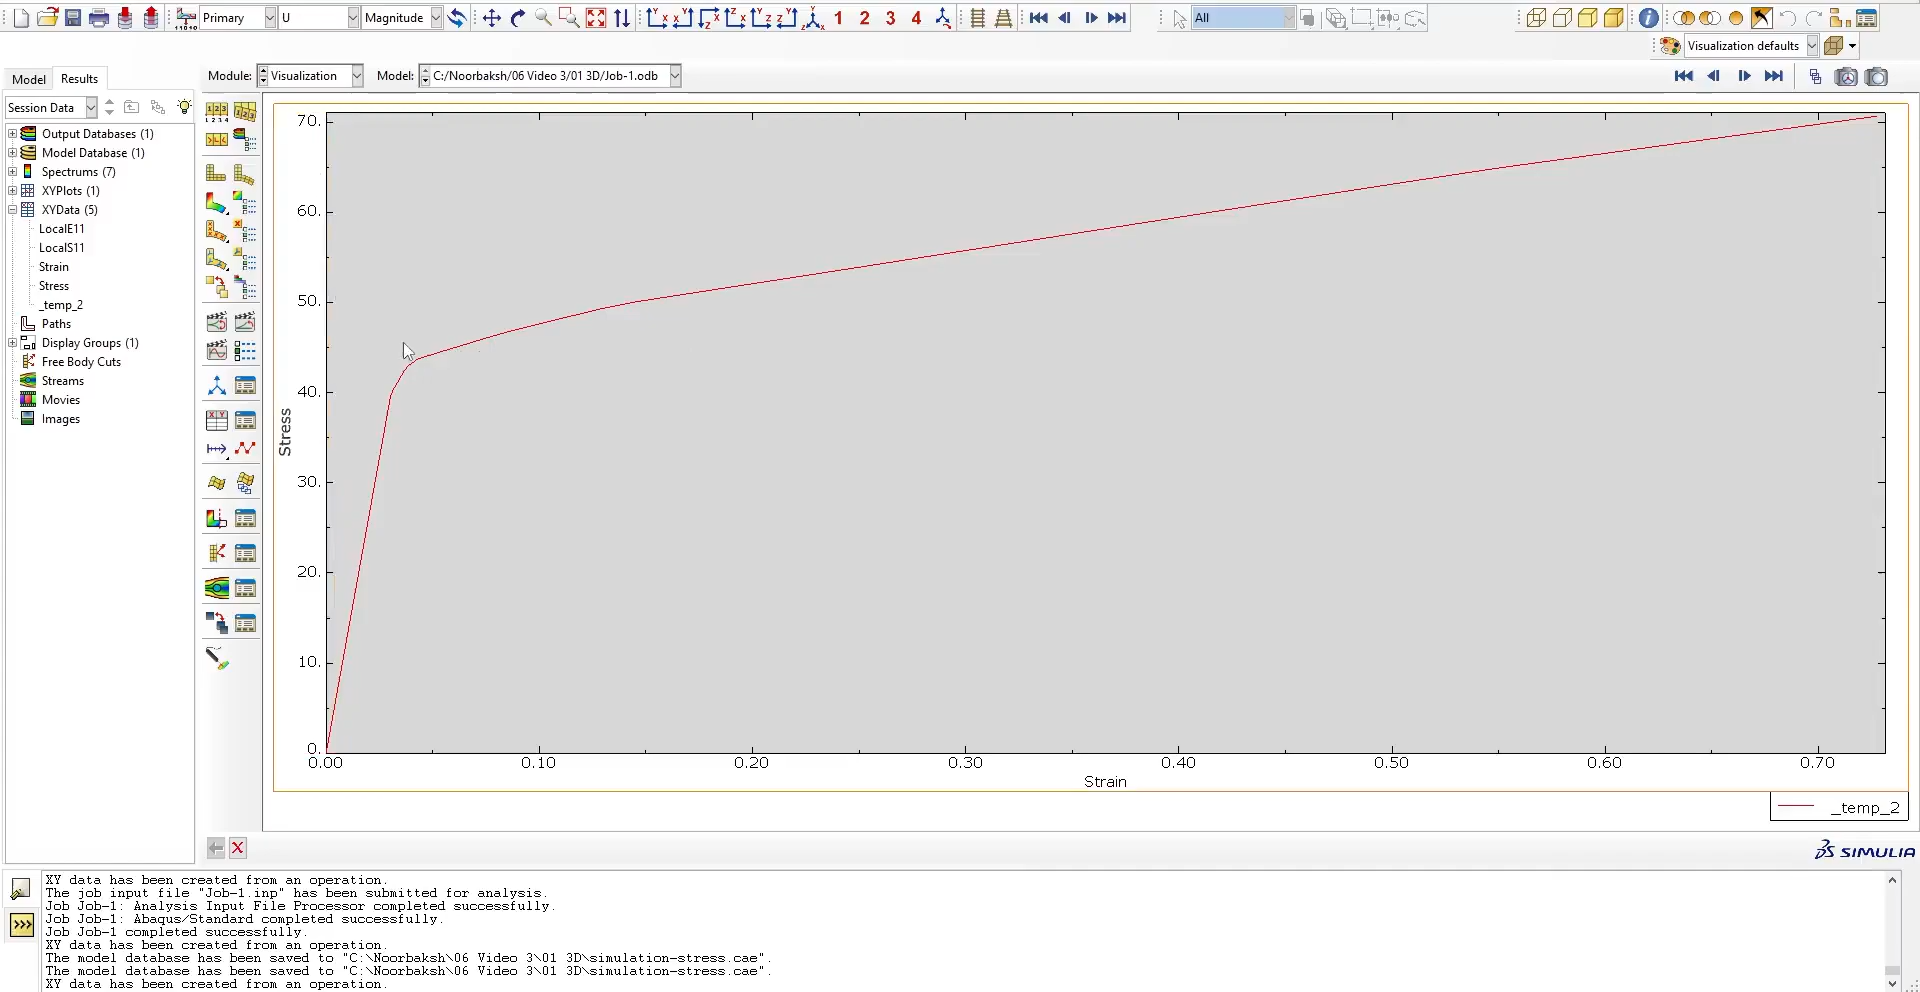 Primary U Magnitude 1 2 3 4 All
Visualization defaults
Model Results Module: Visualization Model: C:/Noorbaksh/06 Video 3/01 3D/Job-1.odb
Session Data
Output Databases (1)
Model Database (1)
Spectrums (7)
XYPlots (1)
XYData (5)
LocalE11
LocalS11
Strain
Stress
_temp_2
Paths
Display Groups (1)
Free Body Cuts
Streams
Movies
Images
70.
60.
50.
40.
30.
20.
10.
0.
Stress
0.00 0.10 0.20 0.30 0.40 0.50 0.60 0.70
Strain
_temp_2
SIMULIA
XY data has been created from an operation.
The job input file "Job-1.inp" has been submitted for analysis.
Job Job-1: Analysis Input File Processor completed successfully.
Job Job-1: Abaqus/Standard completed successfully.
Job Job-1 completed successfully.
XY data has been created from an operation.
The model database has been saved to "C:\Noorbaksh\06 Video 3\01 3D\simulation-stress.cae".
The model database has been saved to "C:\Noorbaksh\06 Video 3\01 3D\simulation-stress.cae".
XY data has been created from an operation.